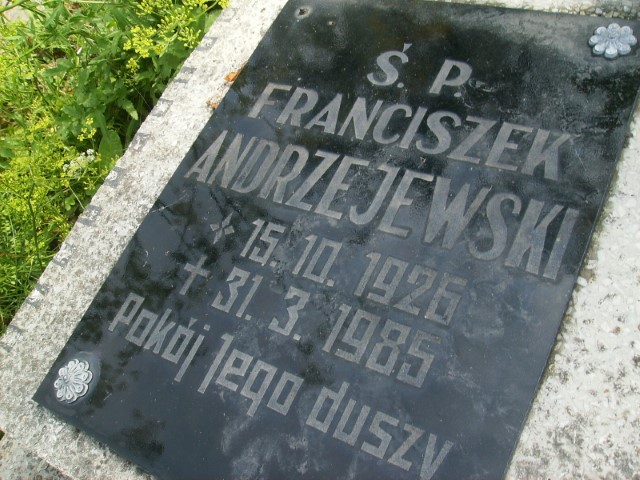 Ś. P.
FRANCISZEK
ANDRZEJEWSKI
* 15.10.1926
† 31.3.1985
Pokój Jego duszy